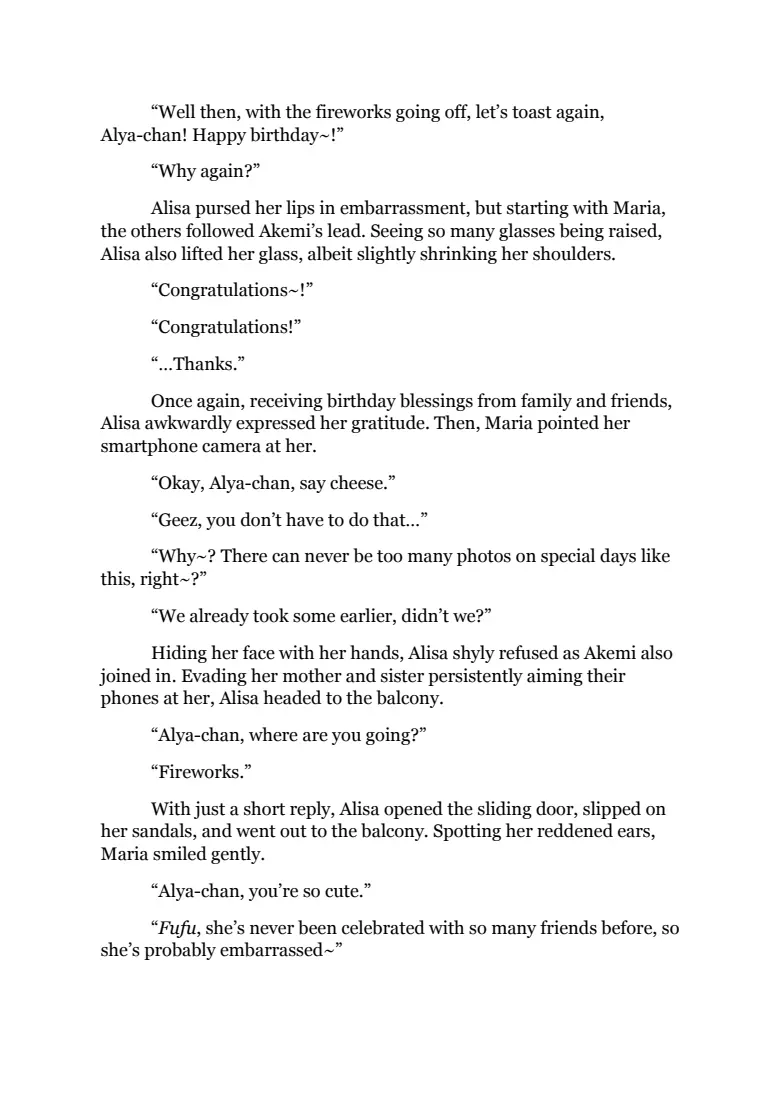 “Well then, with the fireworks going off, let’s toast again,
Alya-chan! Happy birthday~!”
“Why again?”
Alisa pursed her lips in embarrassment, but starting with Maria,
the others followed Akemi’s lead. Seeing so many glasses being raised,
Alisa also lifted her glass, albeit slightly shrinking her shoulders.
“Congratulations~!”
“Congratulations!”
“…Thanks.”
Once again, receiving birthday blessings from family and friends,
Alisa awkwardly expressed her gratitude. Then, Maria pointed her
smartphone camera at her.
“Okay, Alya-chan, say cheese.”
“Geez, you don’t have to do that…”
“Why~? There can never be too many photos on special days like
this, right~?”
“We already took some earlier, didn’t we?”
Hiding her face with her hands, Alisa shyly refused as Akemi also
joined in. Evading her mother and sister persistently aiming their
phones at her, Alisa headed to the balcony.
“Alya-chan, where are you going?”
“Fireworks.”
With just a short reply, Alisa opened the sliding door, slipped on
her sandals, and went out to the balcony. Spotting her reddened ears,
Maria smiled gently.
“Alya-chan, you’re so cute.”
“Fufu, she’s never been celebrated with so many friends before, so
she’s probably embarrassed~”